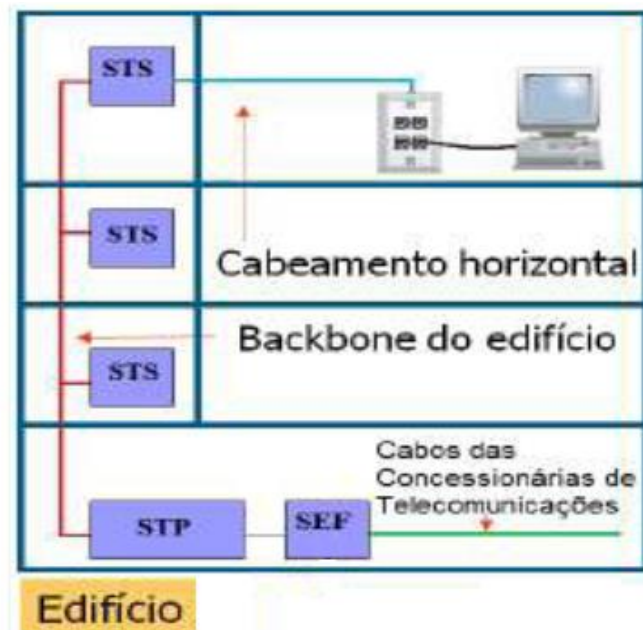 STS
STS
Cabeamento horizontal
Backbone do edifício
STS
Cabos das
Concessionárias de
Telecomunicações
STP
SEF
Edifício